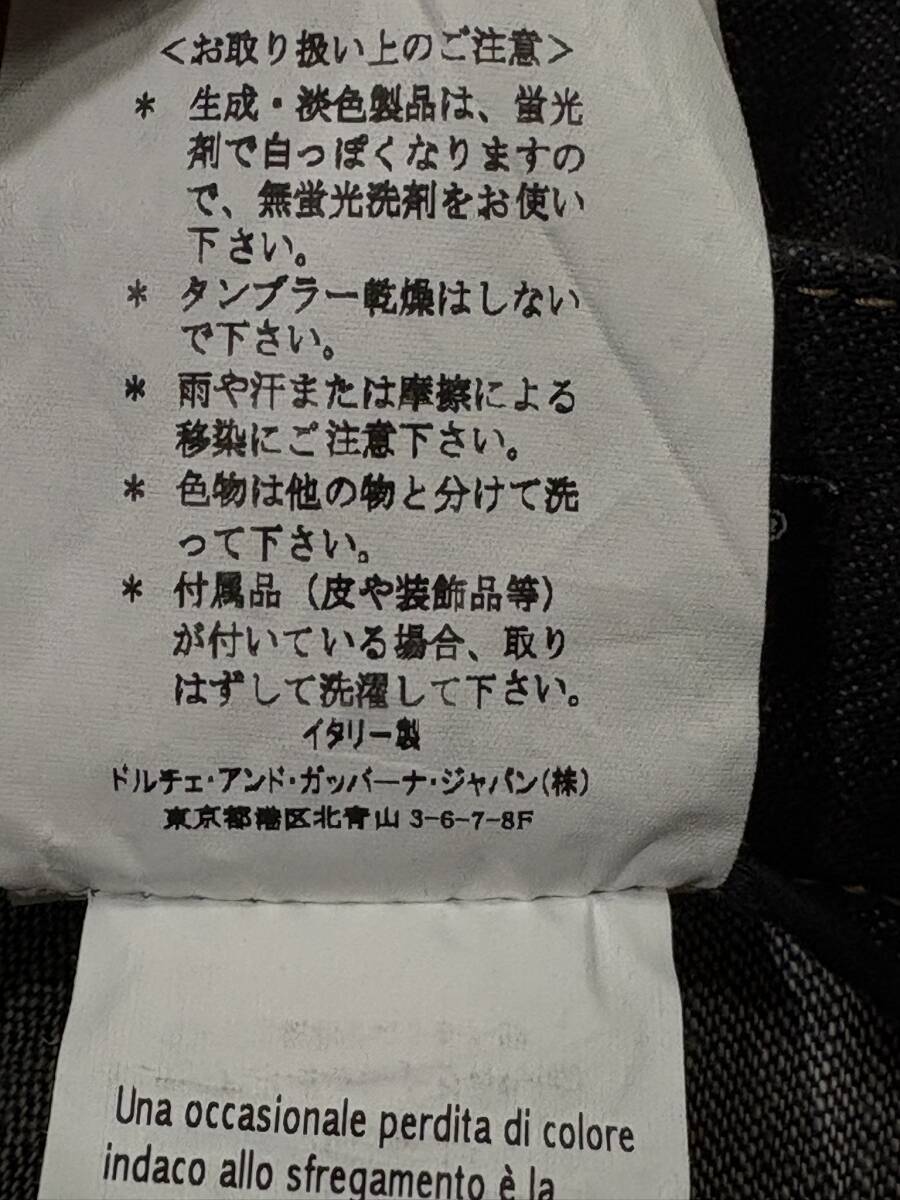 <お取り扱い上のご注意>
* 生成・淡色製品は、蛍光
剤で白っぽくなりますの
で、無蛍光洗剤をお使い
下さい。
* タンブラー乾燥はしない
で下さい。
* 雨や汗または摩擦による
移染にご注意下さい。
* 色物は他の物と分けて洗
って下さい。
* 付属品（皮や装飾品等）
が付いている場合、取り
はずして洗濯して下さい。
イタリー製
ドルチェ・アンド・ガッバーナ・ジャパン(株)
東京都港区北青山 3-6-7-8F
Una occasionale perdita di colore
indaco allo sfregamento è la